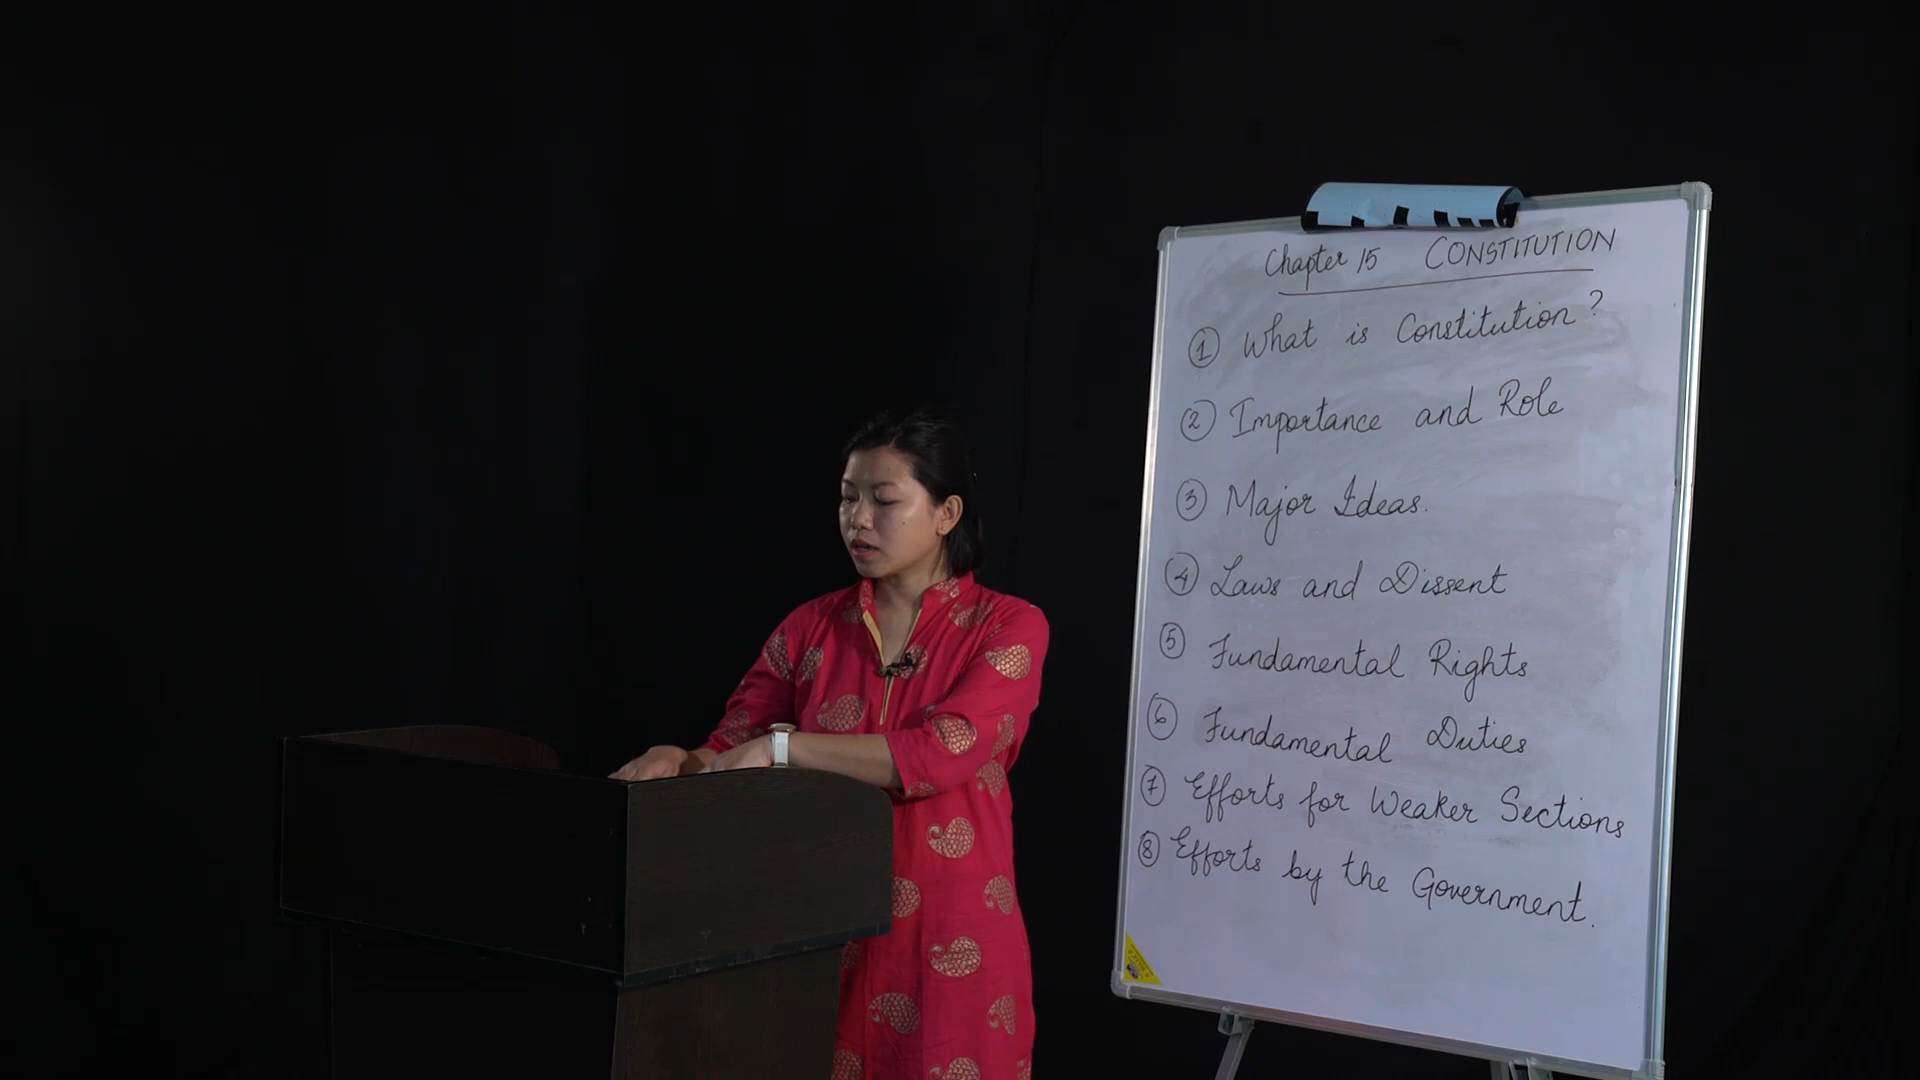 Chapter 15 CONSTITUTION
① What is Constitution?
② Importance and Role
③ Major Ideas.
④ Laws and Dissent
⑤ Fundamental Rights
⑥ Fundamental Duties
⑦ Efforts for Weaker Sections
⑧ Efforts by the Government.